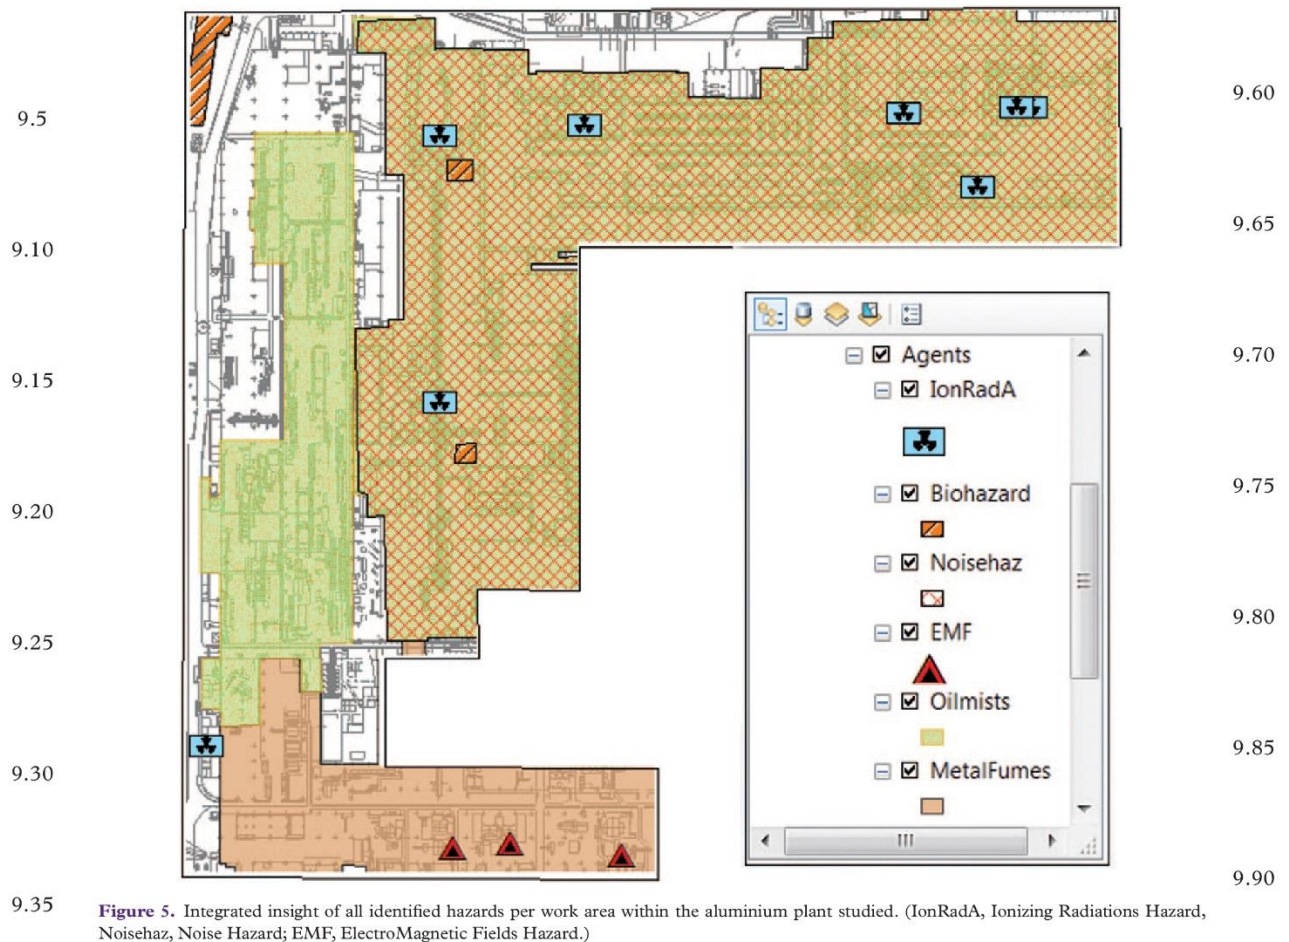 9.5
9.10
9.15
9.20
9.25
9.30
9.35
9.60
9.65
9.70
9.75
9.80
9.85
9.90
Agents
IonRadA
Biohazard
Noisehaz
EMF
Oilmists
MetalFumes
Figure 5. Integrated insight of all identified hazards per work area within the aluminium plant studied. (IonRadA, Ionizing Radiations Hazard,
Noisehaz, Noise Hazard; EMF, ElectroMagnetic Fields Hazard.)